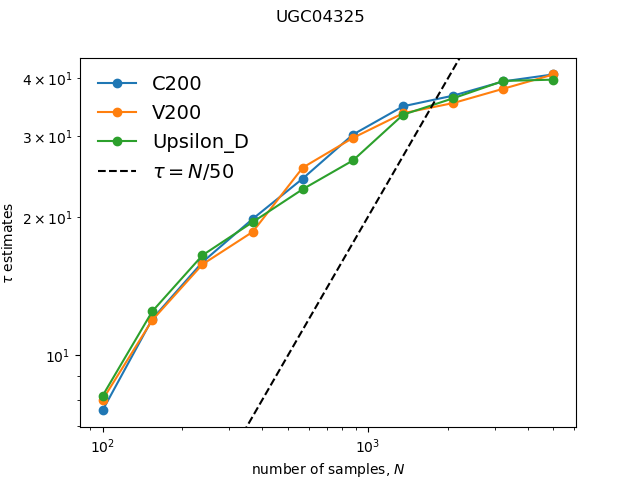 UGC04325
C200
V200
Upsilon_D
τ = N/50
4 × 10¹
3 × 10¹
2 × 10¹
10¹
τ estimates
10² 10³
number of samples, N